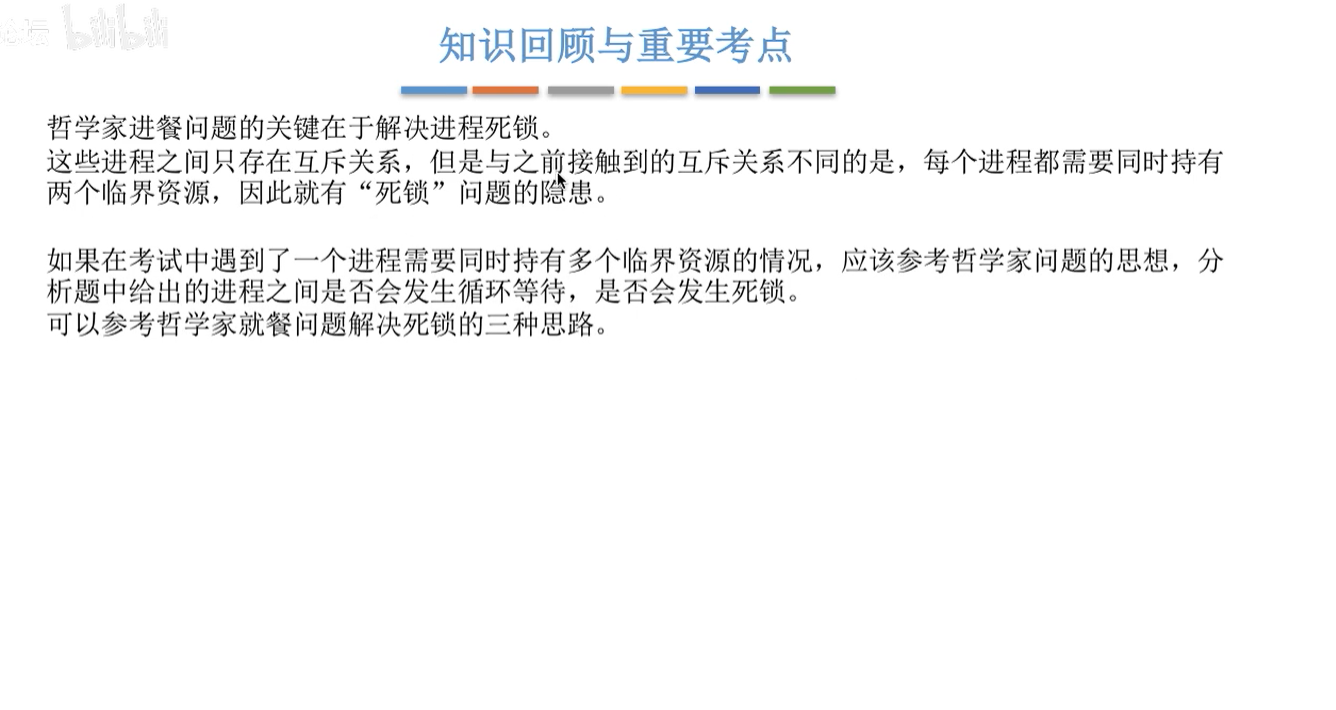 论坛 bilibili
知识回顾与重要考点
哲学家进餐问题的关键在于解决进程死锁。
这些进程之间只存在互斥关系，但是与之前接触到的互斥关系不同的是，每个进程都需要同时持有
两个临界资源，因此就有“死锁”问题的隐患。
如果在考试中遇到了一个进程需要同时持有多个临界资源的情况，应该参考哲学家问题的思想，分
析题中给出的进程之间是否会发生循环等待，是否会发生死锁。
可以参考哲学家就餐问题解决死锁的三种思路。